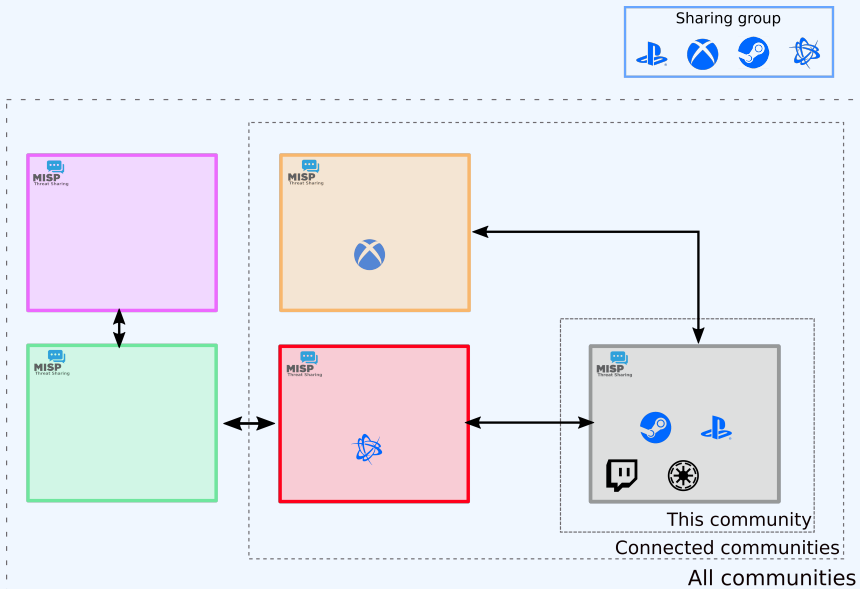 Sharing group
MISP
Threat Sharing
MISP
Threat Sharing
MISP
Threat Sharing
MISP
Threat Sharing
MISP
Threat Sharing
This community
Connected communities
All communities